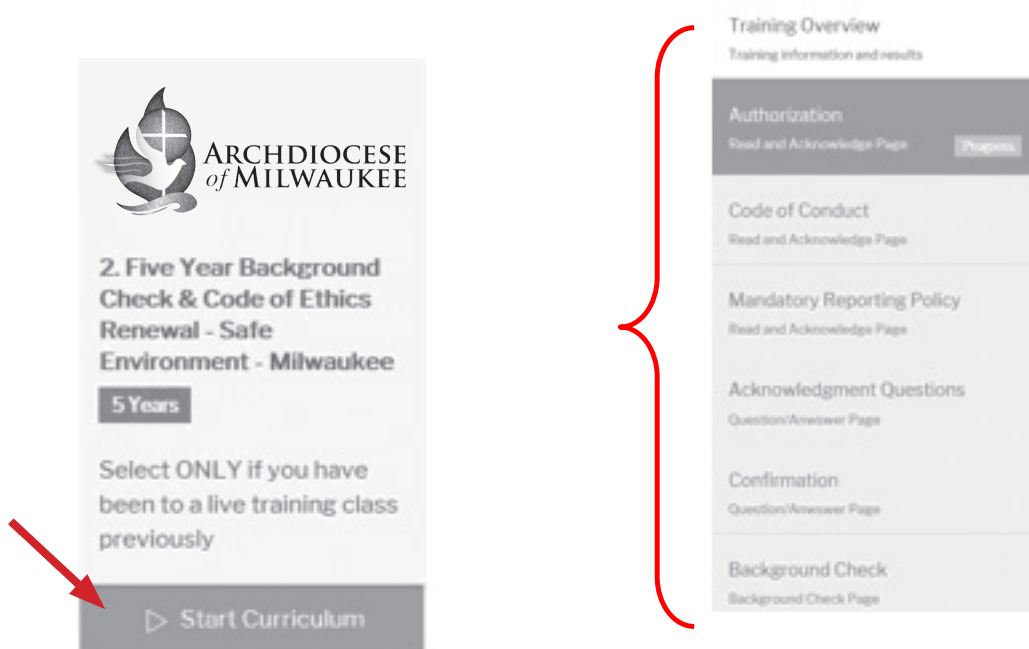 ARCHDIOCESE
of MILWAUKEE
2. Five Year Background
Check & Code of Ethics
Renewal - Safe
Environment - Milwaukee
5 Years
Select ONLY if you have
been to a live training class
previously
Start Curriculum
Training Overview
Training information and results
Authorization
Read and Acknowledge Page
Progress
Code of Conduct
Read and Acknowledge Page
Mandatory Reporting Policy
Read and Acknowledge Page
Acknowledgment Questions
Question/Anwswer Page
Confirmation
Question/Anwswer Page
Background Check
Background Check Page